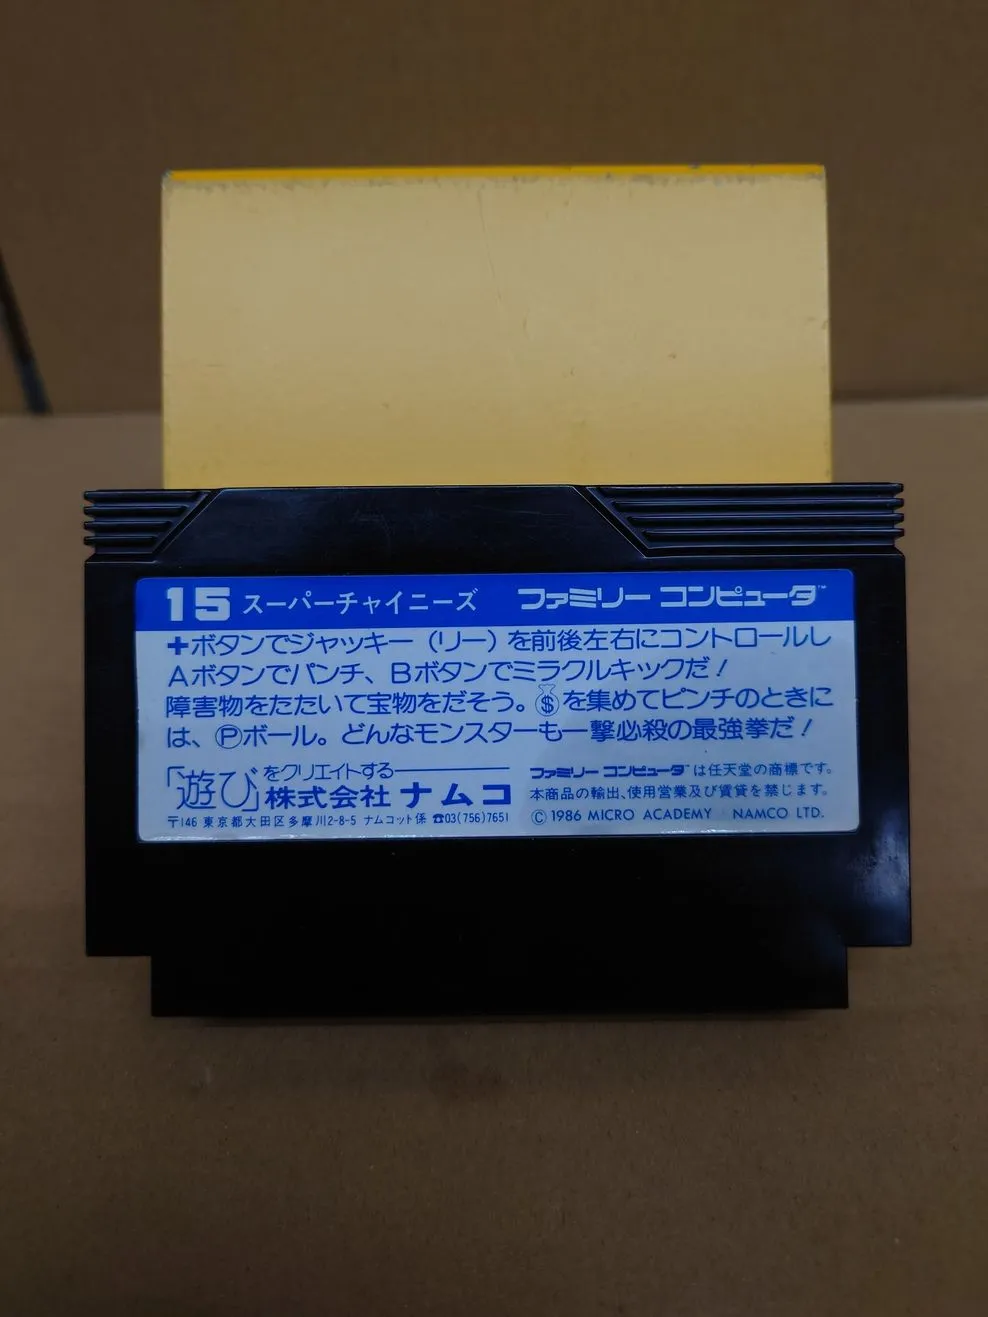 15 スーパーチャイニーズ ファミリー コンピュータ™
+ボタンでジャッキー(リー)を前後左右にコントロールし
Aボタンでパンチ、Bボタンでミラクルキックだ!
障害物をたたいて宝物をだそう。$を集めてピンチのときに
は、Ⓟボール。どんなモンスターも一撃必殺の最強拳だ!
「遊び」をクリエイトする
株式会社 ナムコ
〒146 東京都大田区多摩川2-8-5 ナムコット係 ☎03(756)7651
ファミリー コンピュータ™は任天堂の商標です。
本商品の輸出、使用営業及び賃貸を禁じます。
©1986 MICRO ACADEMY NAMCO LTD.